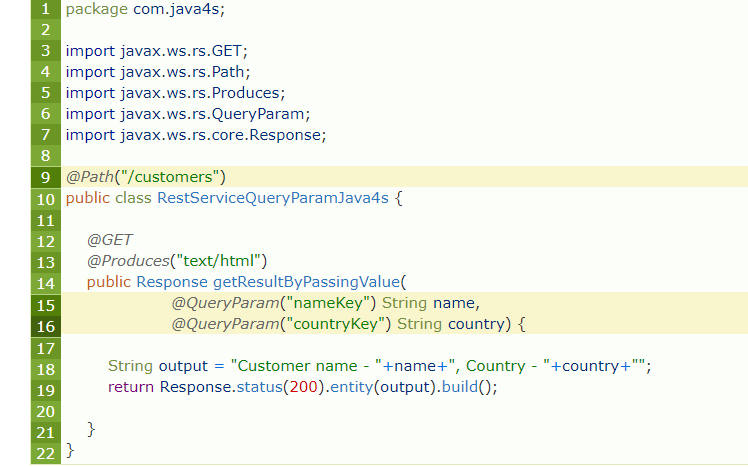 1 package com.java4s;
2
3 import javax.ws.rs.GET;
4 import javax.ws.rs.Path;
5 import javax.ws.rs.Produces;
6 import javax.ws.rs.QueryParam;
7 import javax.ws.rs.core.Response;
8
9 @Path("/customers")
10 public class RestServiceQueryParamJava4s {
11
12 @GET
13 @Produces("text/html")
14 public Response getResultByPassingValue(
15 @QueryParam("nameKey") String name,
16 @QueryParam("countryKey") String country) {
17
18 String output = "Customer name - "+name+", Country - "+country+"";
19 return Response.status(200).entity(output).build();
20
21 }
22 }